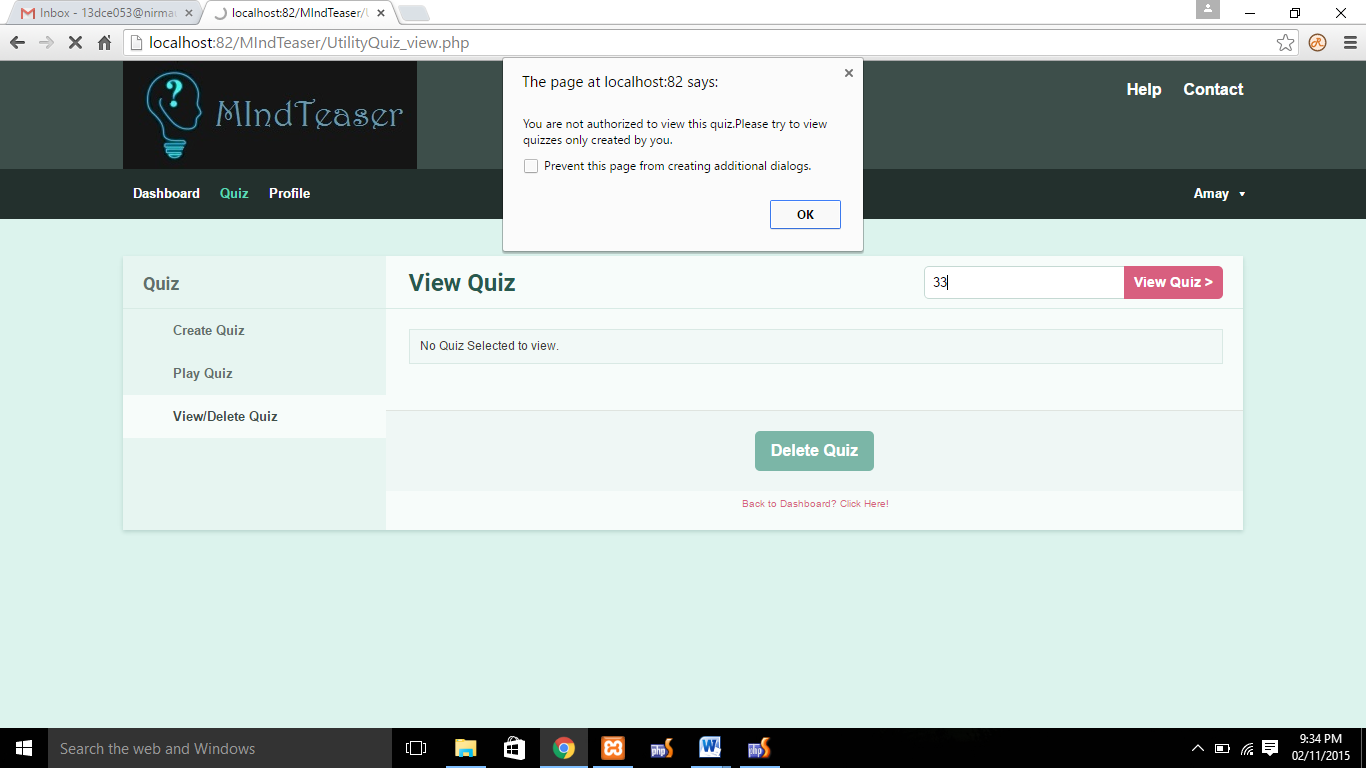 Inbox - 13dce053@nirma
localhost:82/MIndTeaser/U
localhost:82/MIndTeaser/UtilityQuiz_view.php
The page at localhost:82 says:
You are not authorized to view this quiz.Please try to view
quizzes only created by you.
Prevent this page from creating additional dialogs.
OK
MIndTeaser
Help Contact
Dashboard Quiz Profile
Amay
Quiz
Create Quiz
Play Quiz
View/Delete Quiz
View Quiz
33
View Quiz >
No Quiz Selected to view.
Delete Quiz
Back to Dashboard? Click Here!
Search the web and Windows
php
php
9:34 PM
02/11/2015